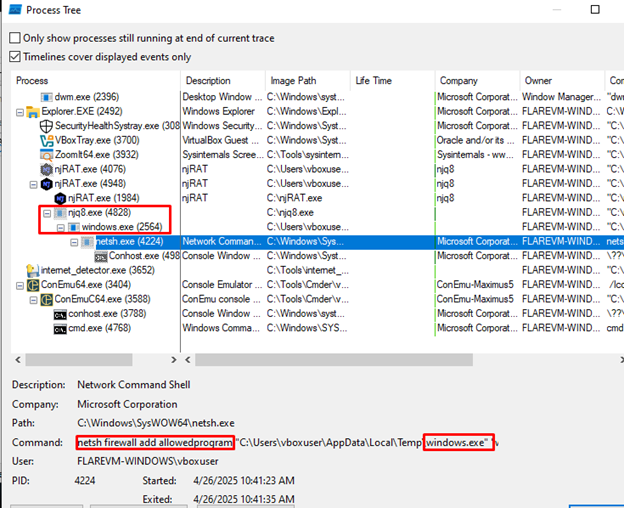 Process Tree
Only show processes still running at end of current trace
Timelines cover displayed events only
Process Description Image Path Life Time Company Owner
dwm.exe (2396) Desktop Window ... C:\Windows\syst... Microsoft Corporat... Window Manager... "dwm
Explorer.EXE (2492) Windows Explorer C:\Windows\Expl... Microsoft Corporat... FLAREVM-WIND...
SecurityHealthSystray.exe (308 Windows Security... C:\Windows\Syst... Microsoft Corporat... FLAREVM-WIND... "C:\
VBoxTray.exe (3700) VirtualBox Guest ... C:\Windows\Syst... Oracle and/or its ... FLAREVM-WIND... "C:\
ZoomIt64.exe (3932) Sysinternals Scree... C:\Tools\sysintem... Sysinternals - ww... FLAREVM-WIND... "C:\
njRAT.exe (4076) njRAT C:\Users\vboxuse... njq8 FLAREVM-WIND... "C:\
njRAT.exe (4948) njRAT C:\Users\vboxuse... njq8 FLAREVM-WIND... "C:\
njRAT.exe (1984) njRAT C:\Users\vboxuse... njq8 FLAREVM-WIND... "C:\
njq8.exe (4828) C:\njq8.exe FLAREVM-WIND... "C:\
windows.exe (2564) C:\Users\vboxuse... FLAREVM-WIND... "C:\
netsh.exe (4224) Network Comman... C:\Windows\Sys... Microsoft Corporat... FLAREVM-WIND... nets
Conhost.exe (498 Console Window ... C:\Windows\Syst... Microsoft Corporat... FLAREVM-WIND... \??\
internet_detector.exe (3652) C:\Tools\internet_... FLAREVM-WIND... "C:\
ConEmu64.exe (3404) Console Emulator ... C:\Tools\Cmder\v... ConEmu-Maximus5 FLAREVM-WIND...
ConEmuC64.exe (3588) ConEmu console ... C:\Tools\Cmder\v... ConEmu-Maximus5 FLAREVM-WIND... "C:\
conhost.exe (3788) Console Window ... C:\Windows\syst... Microsoft Corporat... FLAREVM-WIND... \??\
cmd.exe (4768) Windows Comma... C:\Windows\SYS... Microsoft Corporat... FLAREVM-WIND... cmd
Description: Network Command Shell
Company: Microsoft Corporation
Path: C:\Windows\SysWOW64\netsh.exe
Command: netsh firewall add allowedprogram "C:\Users\vboxuser\AppData\Local\Temp\windows.exe"
User: FLAREVM-WINDOWS\vboxuser
PID: 4224 Started: 4/26/2025 10:41:23 AM
Exited: 4/26/2025 10:41:35 AM